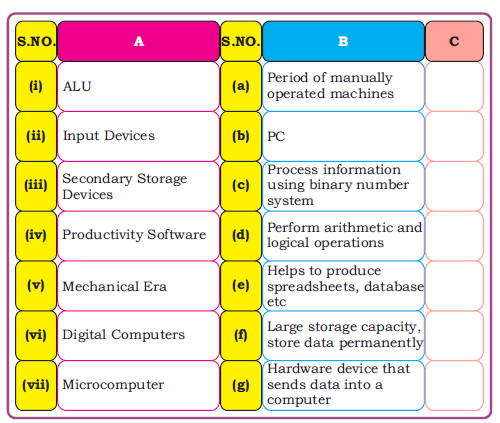 S.NO. A S.NO. B C
(i) ALU (a) Period of manually
operated machines
(ii) Input Devices (b) PC
(iii) Secondary Storage
Devices (c) Process information
using binary number
system
(iv) Productivity Software (d) Perform arithmetic and
logical operations
(v) Mechanical Era (e) Helps to produce
spreadsheets, database
etc
(vi) Digital Computers (f) Large storage capacity,
store data permanently
(vii) Microcomputer (g) Hardware device that
sends data into a
computer